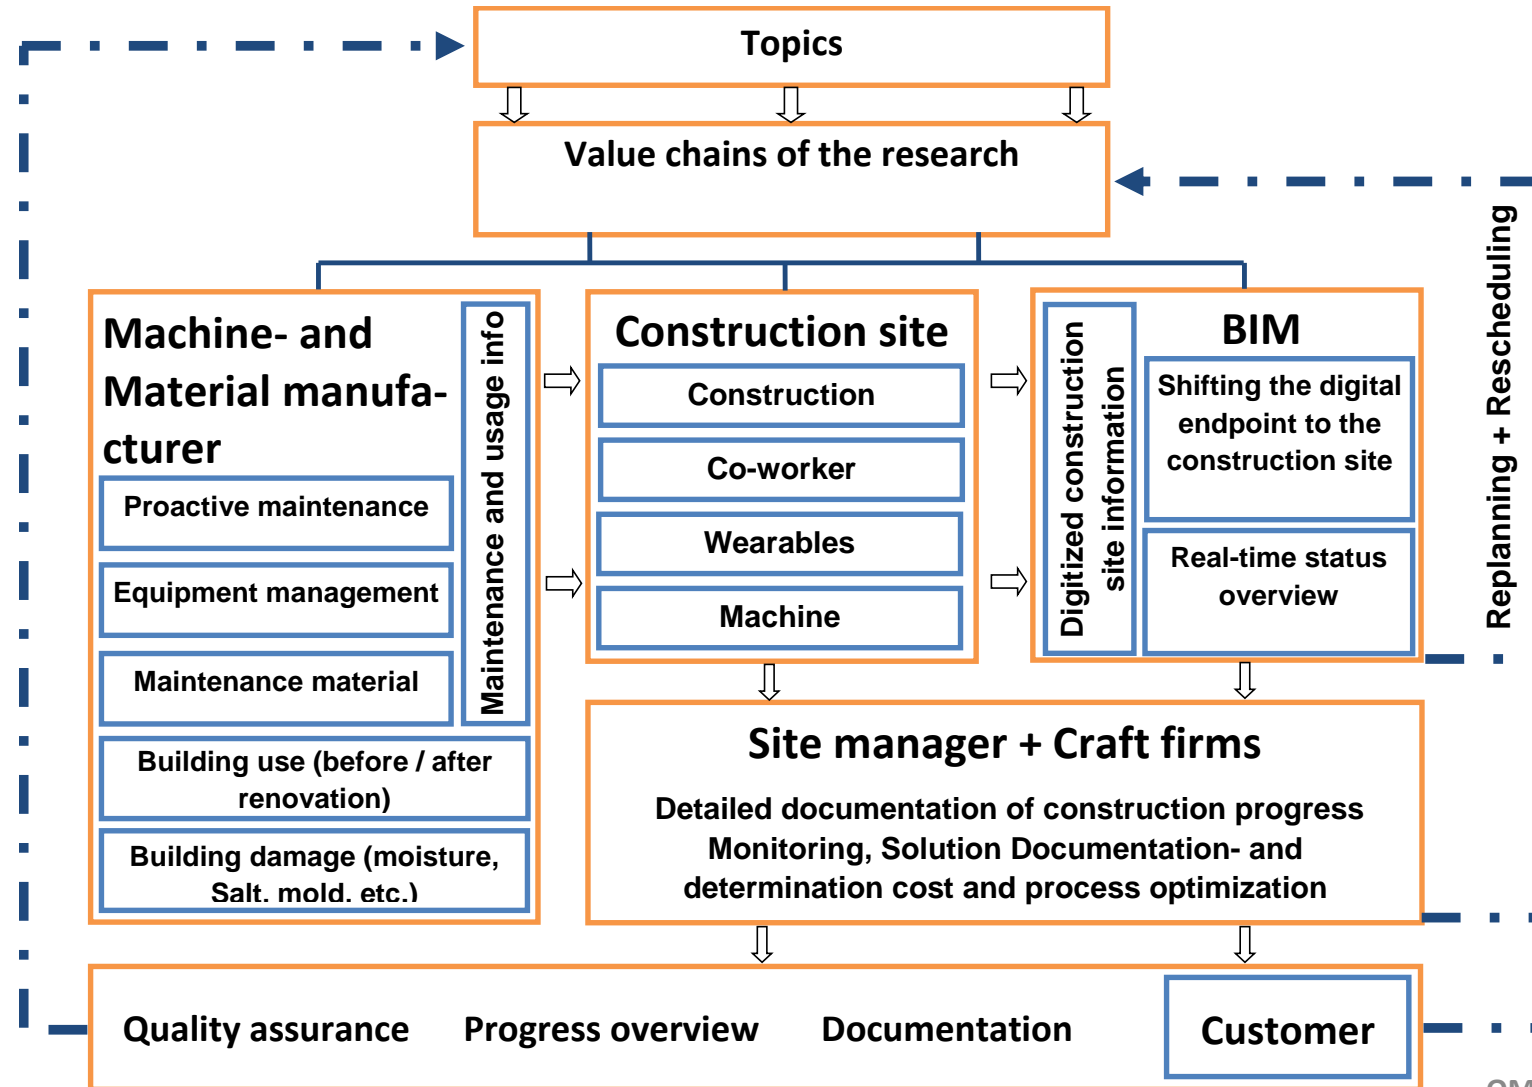 Topics
Value chains of the research
Machine- and
Material manufa-
cturer
Proactive maintenance
Equipment management
Maintenance material
Building use (before / after
renovation)
Building damage (moisture,
Salt. mold. etc.)
Maintenance and usage info
Construction site
Construction
Co-worker
Wearables
Machine
Digitized construction
site information
BIM
Shifting the digital
endpoint to the
construction site
Real-time status
overview
Replanning + Rescheduling
Site manager + Craft firms
Detailed documentation of construction progress
Monitoring, Solution Documentation- and
determination cost and process optimization
Quality assurance Progress overview Documentation
Customer